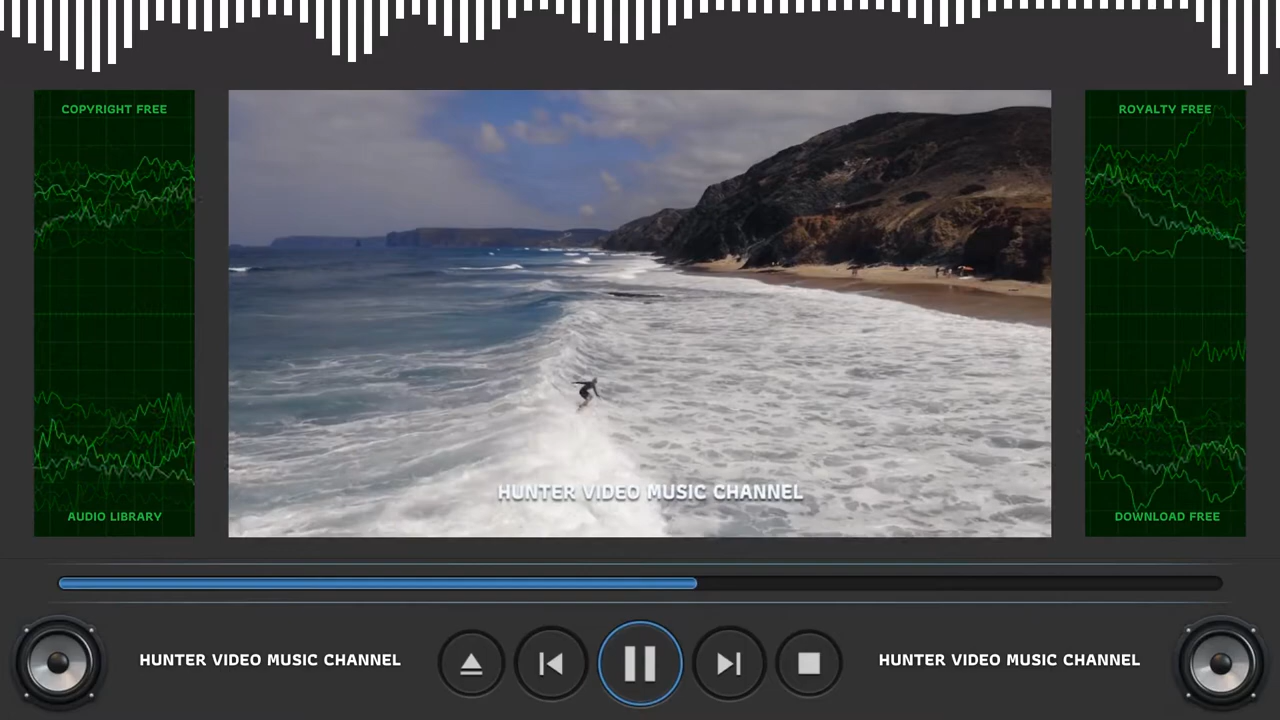 COPYRIGHT FREE
ROYALTY FREE
HUNTER VIDEO MUSIC CHANNEL
AUDIO LIBRARY
DOWNLOAD FREE
HUNTER VIDEO MUSIC CHANNEL
HUNTER VIDEO MUSIC CHANNEL